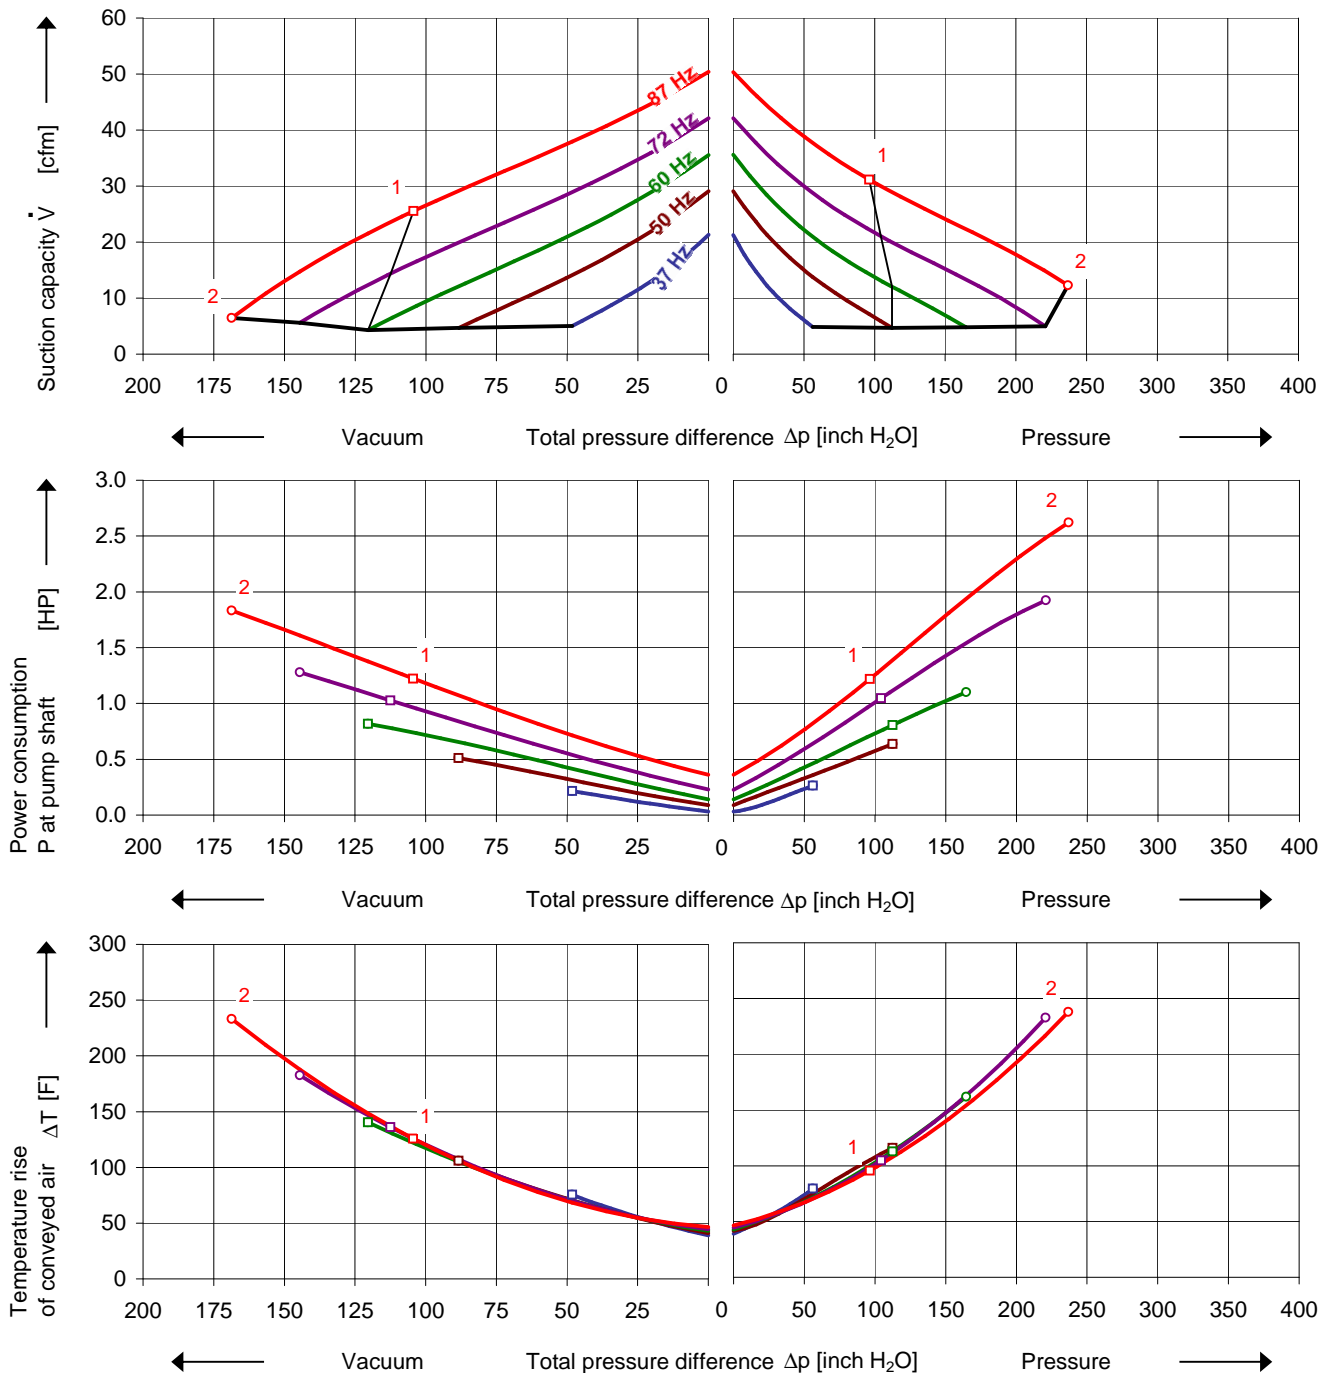 60
50
40
30
20
10
0
Suction capacity V̇ [cfm]
87 Hz
72 Hz
60 Hz
50 Hz
37 Hz
1
2
1
2
200 175 150 125 100 75 50 25 0 50 100 150 200 250 300 350 400
Vacuum Total pressure difference Δp [inch H₂O] Pressure
3.0
2.5
2.0
1.5
1.0
0.5
0.0
Power consumption
P at pump shaft [HP]
2
1
1
2
200 175 150 125 100 75 50 25 0 50 100 150 200 250 300 350 400
Vacuum Total pressure difference Δp [inch H₂O] Pressure
300
250
200
150
100
50
0
Temperature rise
of conveyed air ΔT [F]
2
1
1
2
200 175 150 125 100 75 50 25 0 50 100 150 200 250 300 350 400
Vacuum Total pressure difference Δp [inch H₂O] Pressure